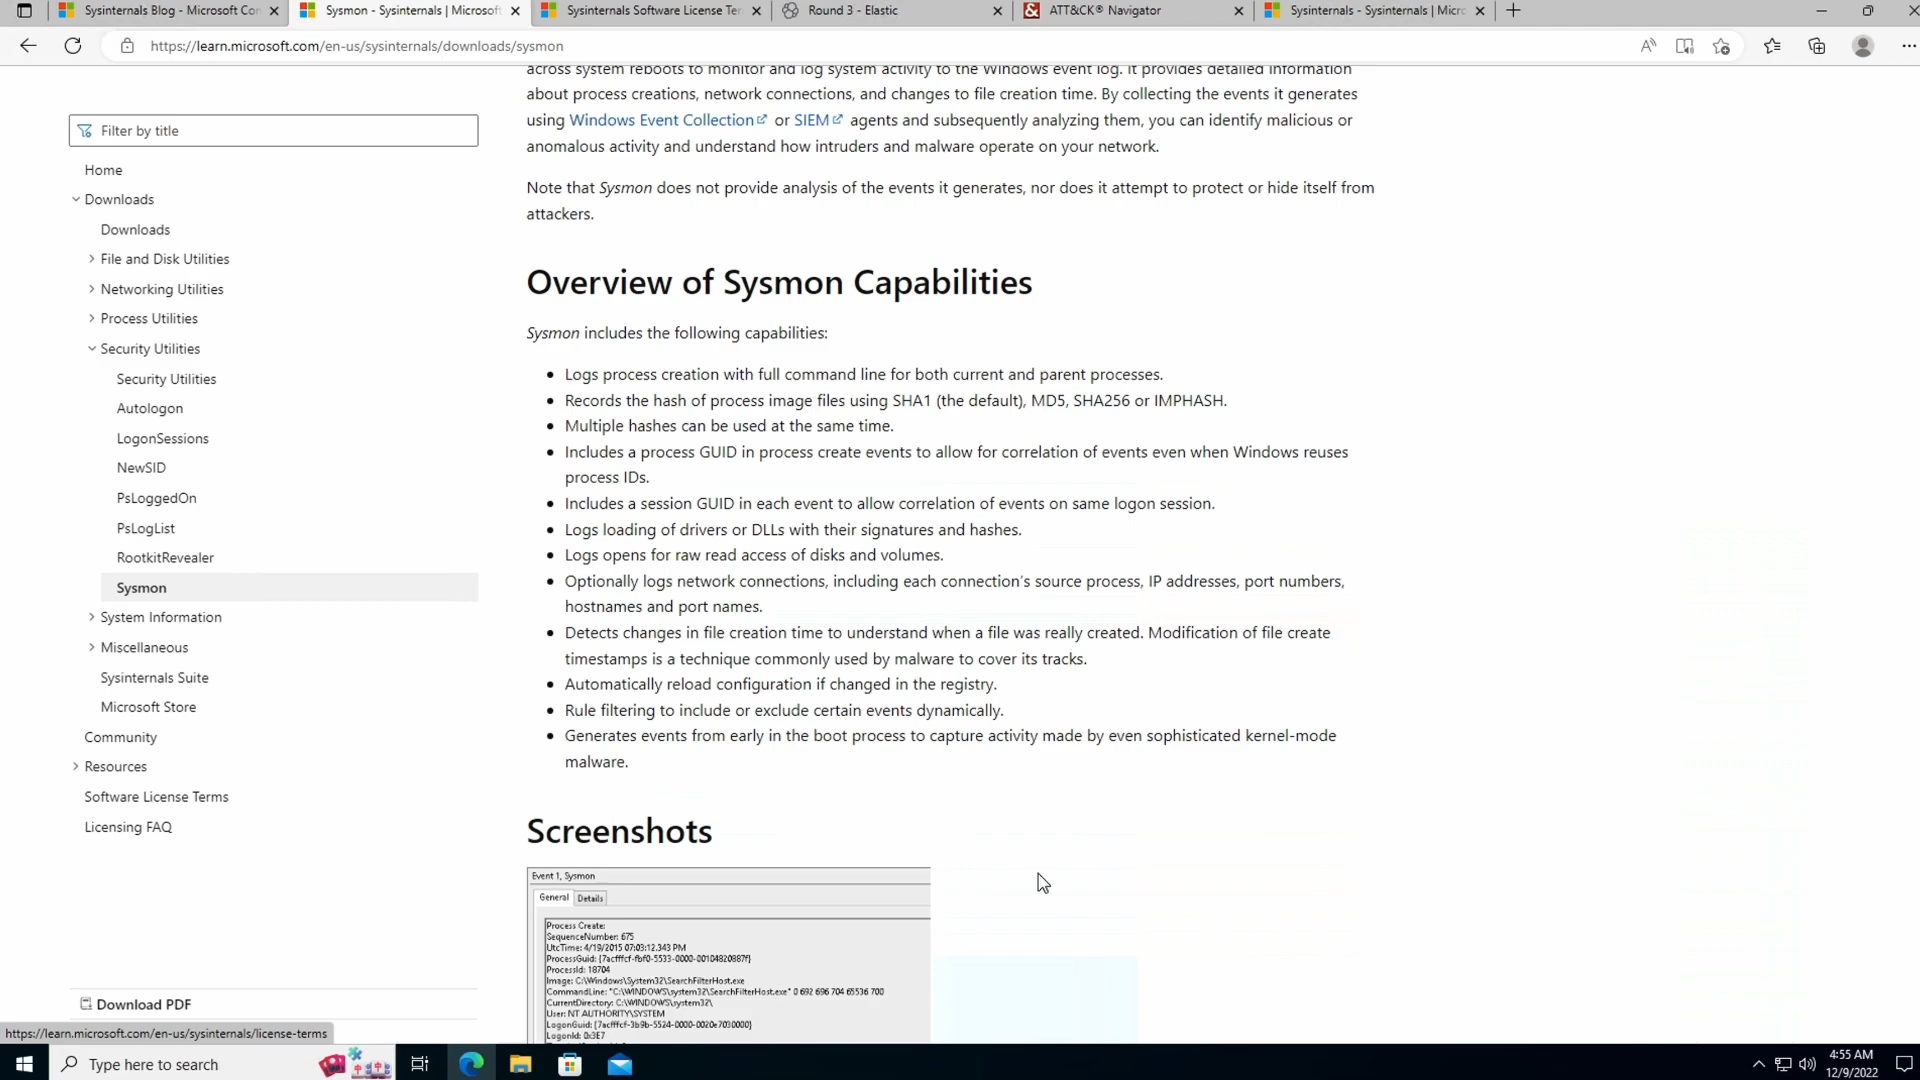 Sysinternals Blog - Microsoft Co
Sysmon - Sysinternals | Microsoft
Sysinternals Software License Ter
Round 3 - Elastic
ATT&CK® Navigator
Sysinternals - Sysinternals | Micr
https://learn.microsoft.com/en-us/sysinternals/downloads/sysmon
across system reboots to monitor and log system activity to the Windows event log. It provides detailed information
about process creations, network connections, and changes to file creation time. By collecting the events it generates
using Windows Event Collection or SIEM agents and subsequently analyzing them, you can identify malicious or
anomalous activity and understand how intruders and malware operate on your network.
Note that Sysmon does not provide analysis of the events it generates, nor does it attempt to protect or hide itself from
attackers.
Overview of Sysmon Capabilities
Sysmon includes the following capabilities:
• Logs process creation with full command line for both current and parent processes.
• Records the hash of process image files using SHA1 (the default), MD5, SHA256 or IMPHASH.
• Multiple hashes can be used at the same time.
• Includes a process GUID in process create events to allow for correlation of events even when Windows reuses
process IDs.
• Includes a session GUID in each event to allow correlation of events on same logon session.
• Logs loading of drivers or DLLs with their signatures and hashes.
• Logs opens for raw read access of disks and volumes.
• Optionally logs network connections, including each connection's source process, IP addresses, port numbers,
hostnames and port names.
• Detects changes in file creation time to understand when a file was really created. Modification of file create
timestamps is a technique commonly used by malware to cover its tracks.
• Automatically reload configuration if changed in the registry.
• Rule filtering to include or exclude certain events dynamically.
• Generates events from early in the boot process to capture activity made by even sophisticated kernel-mode
malware.
Screenshots
Event 1, Sysmon
General Details
Process Create:
SequenceNumber: 675
UtcTime: 4/19/2015 07:03:12.343 PM
ProcessGuid: {7acfffcf-fbf0-5533-0000-00104820887f}
ProcessId: 18704
Image: C:\Windows\System32\SearchFilterHost.exe
CommandLine: "C:\WINDOWS\system32\SearchFilterHost.exe" 0 692 696 704 65536 700
CurrentDirectory: C:\WINDOWS\system32\
User: NT AUTHORITY\SYSTEM
LogonGuid: {7acfffcf-3b9b-5524-0000-0020e7030000}
LogonId: 0x3E7
Filter by title
Home
Downloads
Downloads
File and Disk Utilities
Networking Utilities
Process Utilities
Security Utilities
Security Utilities
Autologon
LogonSessions
NewSID
PsLoggedOn
PsLogList
RootkitRevealer
Sysmon
System Information
Miscellaneous
Sysinternals Suite
Microsoft Store
Community
Resources
Software License Terms
Licensing FAQ
Download PDF
https://learn.microsoft.com/en-us/sysinternals/license-terms
Type here to search
4:55 AM
12/9/2022